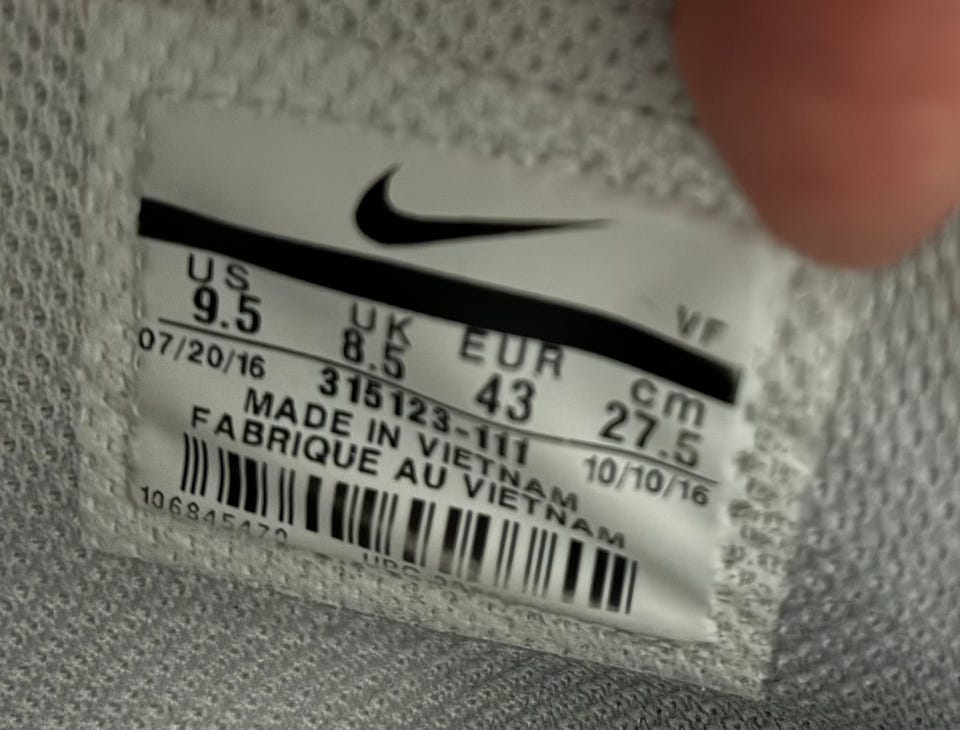 VF
US UK EUR cm
9.5 8.5 43 27.5
07/20/16 315123-111 10/10/16
MADE IN VIETNAM
FABRIQUE AU VIETNAM
UPC